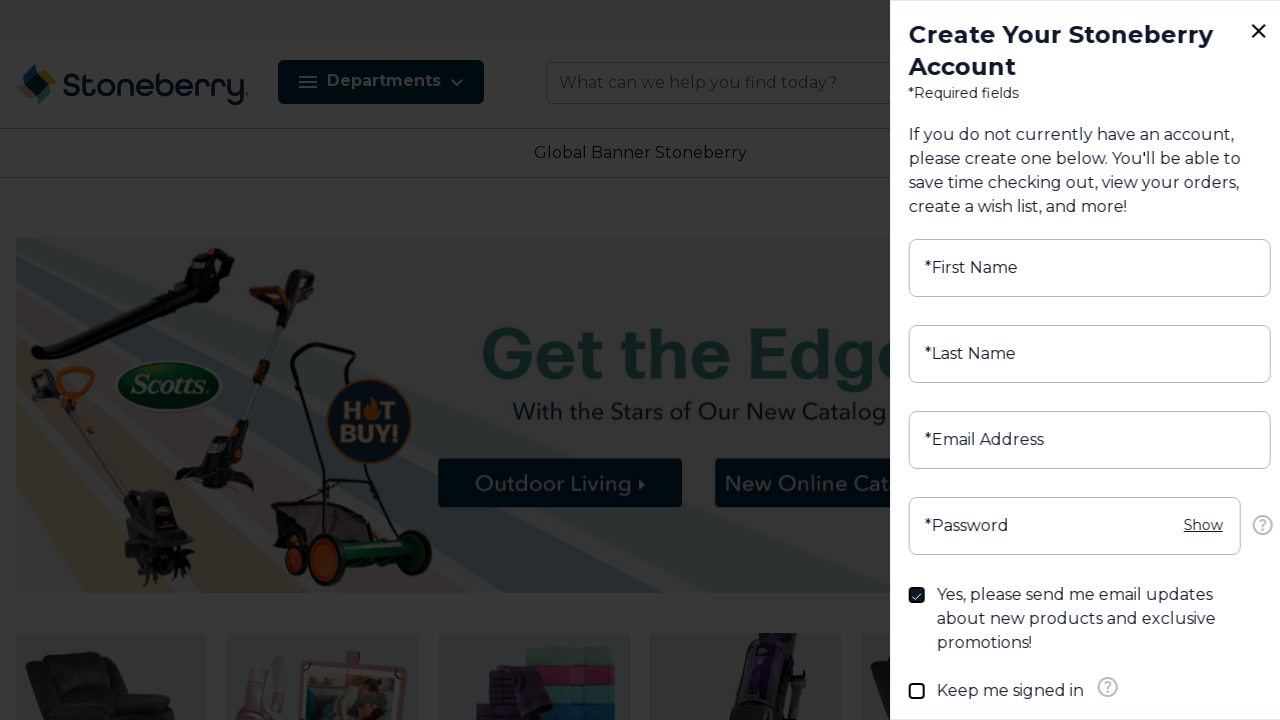 Stoneberry
Departments
What can we help you find today?
Global Banner Stoneberry
Scotts
HOT
BUY!
Get the Edge
With the Stars of Our New Catalog
Outdoor Living
New Online Cat
Create Your Stoneberry
Account
*Required fields
If you do not currently have an account,
please create one below. You'll be able to
save time checking out, view your orders,
create a wish list, and more!
*First Name
*Last Name
*Email Address
*Password
Show
?
Yes, please send me email updates
about new products and exclusive
promotions!
Keep me signed in
?